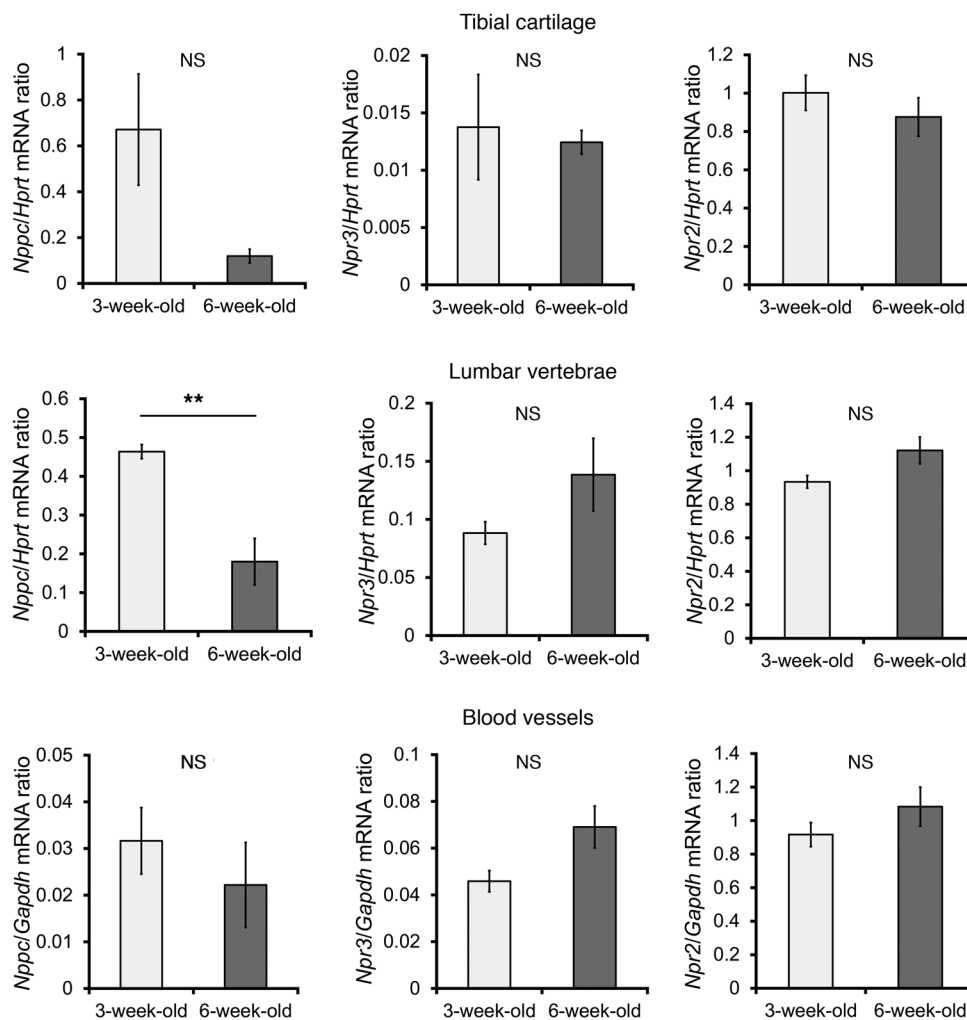 Tibial cartilage
Nppc/Hprt mRNA ratio
1
0.8
0.6
0.4
0.2
0
NS
3-week-old 6-week-old
Npr3/Hprt mRNA ratio
0.02
0.015
0.01
0.005
0
NS
3-week-old 6-week-old
Npr2/Hprt mRNA ratio
1.2
1
0.8
0.6
0.4
0.2
0
NS
3-week-old 6-week-old
Lumbar vertebrae
Nppc/Hprt mRNA ratio
0.6
0.5
0.4
0.3
0.2
0.1
0
**
3-week-old 6-week-old
Npr3/Hprt mRNA ratio
0.2
0.15
0.1
0.05
0
NS
3-week-old 6-week-old
Npr2/Hprt mRNA ratio
1.4
1.2
1
0.8
0.6
0.4
0.2
0
NS
3-week-old 6-week-old
Blood vessels
Nppc/Gapdh mRNA ratio
0.05
0.04
0.03
0.02
0.01
0
NS
3-week-old 6-week-old
Npr3/Gapdh mRNA ratio
0.1
0.08
0.06
0.04
0.02
0
NS
3-week-old 6-week-old
Npr2/Gapdh mRNA ratio
1.4
1.2
1
0.8
0.6
0.4
0.2
0
NS
3-week-old 6-week-old